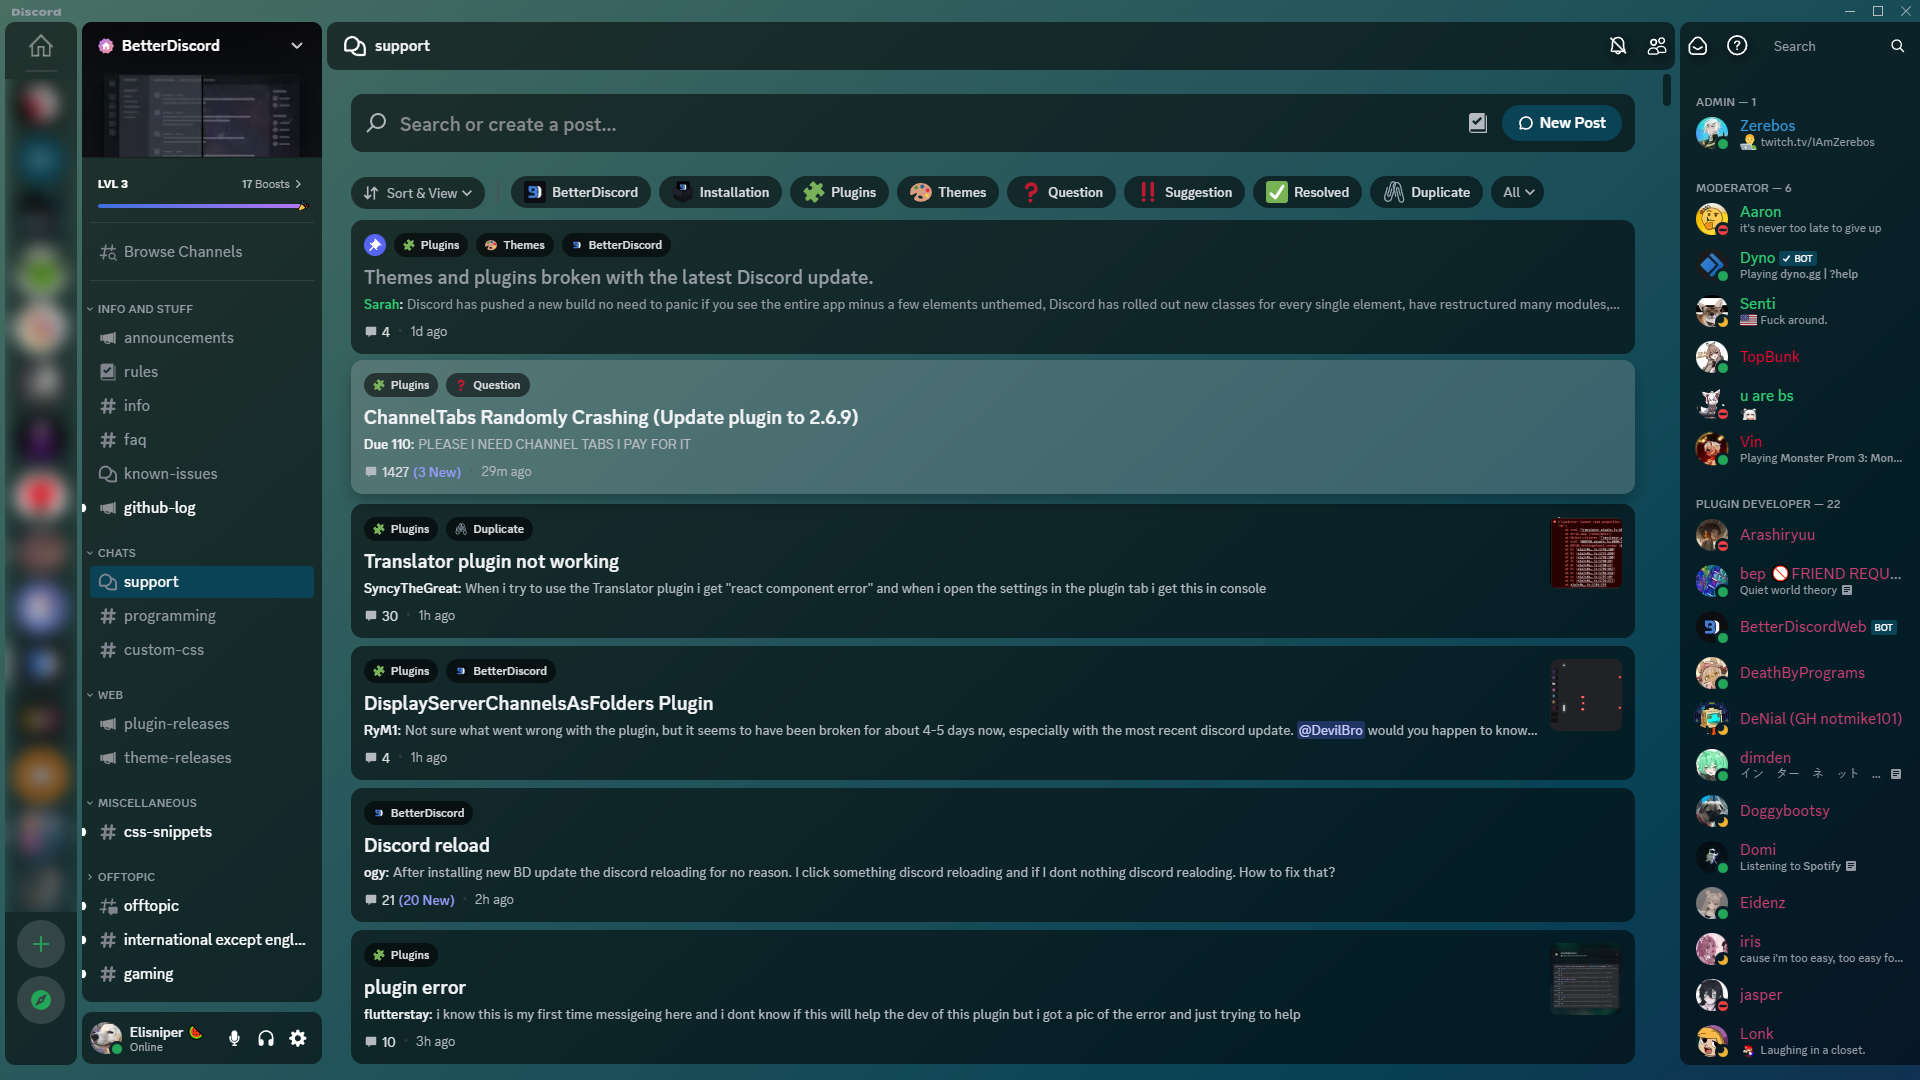 Discord
BetterDiscord
LVL 3
17 Boosts
Browse Channels
INFO AND STUFF
announcements
rules
info
faq
known-issues
github-log
CHATS
support
programming
custom-css
WEB
plugin-releases
theme-releases
MISCELLANEOUS
css-snippets
OFFTOPIC
offtopic
international except engl...
gaming
Elisniper
Online
support
Search or create a post...
New Post
Sort & View
BetterDiscord
Installation
Plugins
Themes
Question
Suggestion
Resolved
Duplicate
All
Plugins Themes BetterDiscord
Themes and plugins broken with the latest Discord update.
Sarah: Discord has pushed a new build no need to panic if you see the entire app minus a few elements unthemed, Discord has rolled out new classes for every single element, have restructured many modules,...
4 · 1d ago
Plugins Question
ChannelTabs Randomly Crashing (Update plugin to 2.6.9)
Due 110: PLEASE I NEED CHANNEL TABS I PAY FOR IT
1427 (3 New) · 29m ago
Plugins Duplicate
Translator plugin not working
SyncyTheGreat: When i try to use the Translator plugin i get "react component error" and when i open the settings in the plugin tab i get this in console
30 · 1h ago
Plugins BetterDiscord
DisplayServerChannelsAsFolders Plugin
RyM1: Not sure what went wrong with the plugin, but it seems to have been broken for about 4-5 days now, especially with the most recent discord update. @DevilBro would you happen to know...
4 · 1h ago
BetterDiscord
Discord reload
ogy: After installing new BD update the discord reloading for no reason. I click something discord reloading and if I dont nothing discord realoding. How to fix that?
21 (20 New) · 2h ago
Plugins
plugin error
flutterstay: i know this is my first time messigeing here and i dont know if this will help the dev of this plugin but i got a pic of the error and just trying to help
10 · 3h ago
Search
ADMIN — 1
Zerebos
twitch.tv/IAmZerebos
MODERATOR — 6
Aaron
it's never too late to give up
Dyno ✓ BOT
Playing dyno.gg | ?help
Senti
Fuck around.
TopBunk
u are bs
Vin
Playing Monster Prom 3: Mon...
PLUGIN DEVELOPER — 22
Arashiryuu
bep 🚫 FRIEND REQU...
Quiet world theory
BetterDiscordWeb BOT
DeathByPrograms
DeNial (GH notmike101)
dimden
イン ター ネ ット ...
Doggybootsy
Domi
Listening to Spotify
Eidenz
iris
cause i'm too easy, too easy fo...
jasper
Lonk
Laughing in a closet.